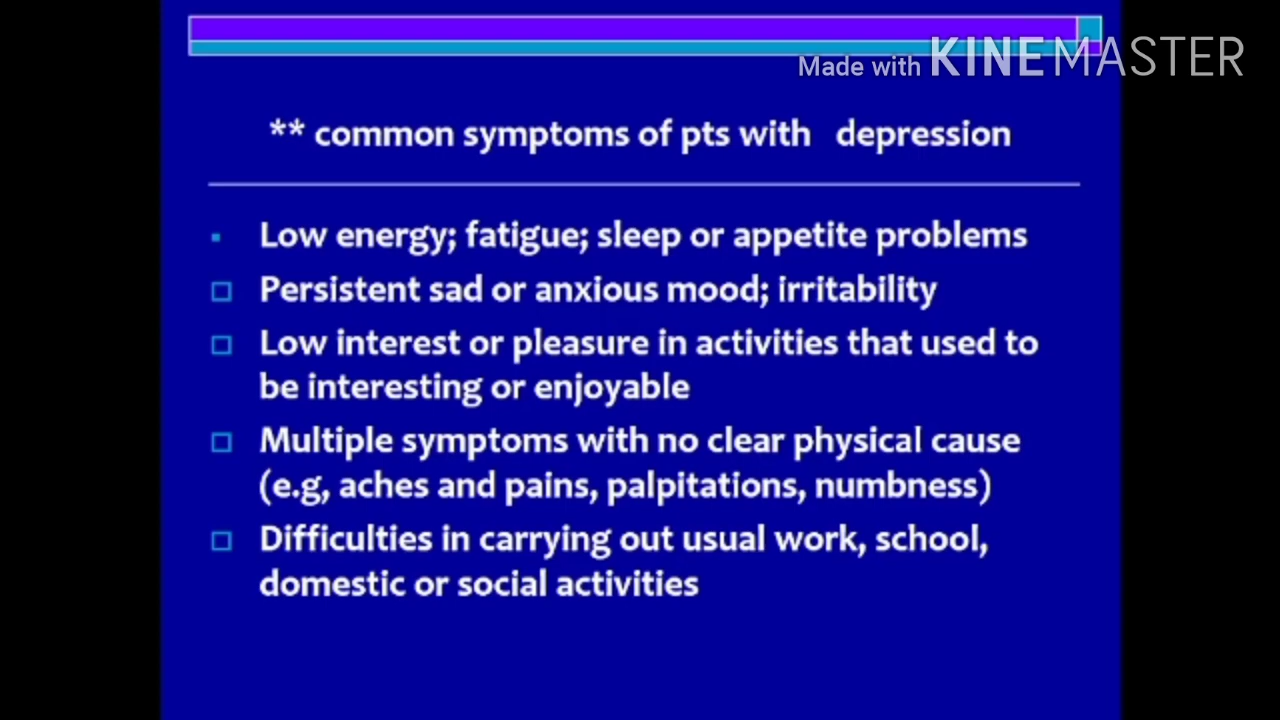 Made with KINEMASTER
** common symptoms of pts with depression
Low energy; fatigue; sleep or appetite problems
Persistent sad or anxious mood; irritability
Low interest or pleasure in activities that used to
be interesting or enjoyable
Multiple symptoms with no clear physical cause
(e.g, aches and pains, palpitations, numbness)
Difficulties in carrying out usual work, school,
domestic or social activities